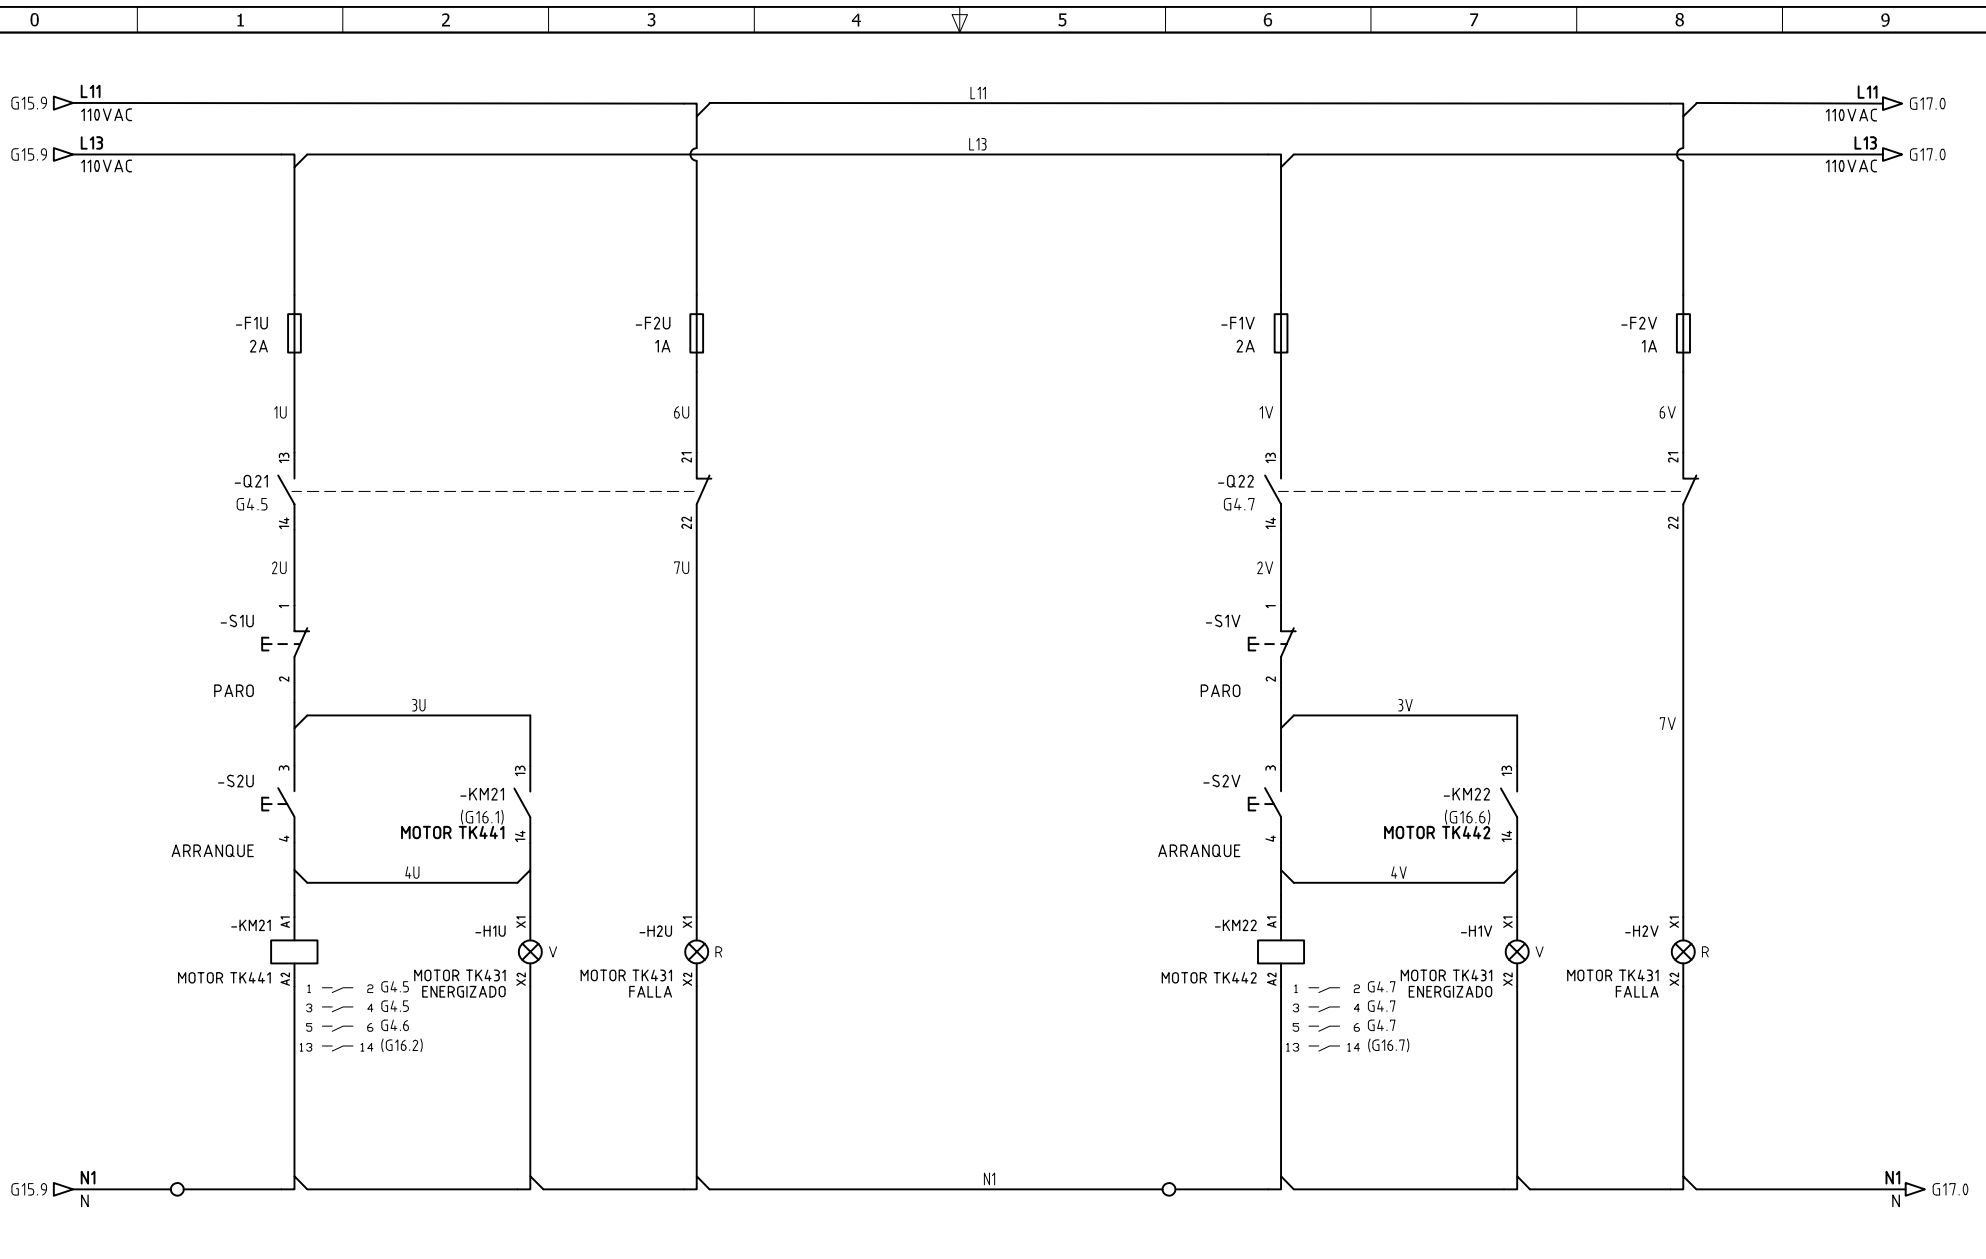 0 1 2 3 4 5 6 7 8 9
G15.9 L11 L11 L11 G17.0
110VAC 110VAC
G15.9 L13 L13 L13 G17.0
110VAC 110VAC
-F1U -F2U -F1V -F2V
2A 1A 2A 1A
1U 6U 1V 6V
13 21 13 21
-Q21 -Q22
G4.5 G4.7
14 22 14 22
2U 7U 2V
1 1
-S1U -S1V
2 2
PARO PARO
3U 3V
7V
3 13 3 13
-S2U -S2V
-KM21 -KM22
(G16.1) (G16.6)
MOTOR TK441 MOTOR TK442
4 14 4 14
ARRANQUE ARRANQUE
4U 4V
-KM21 A1 -H1U X1 -H2U X1 -KM22 A1 -H1V X1 -H2V X1
V R V R
MOTOR TK441 A2 MOTOR TK431 X2 MOTOR TK431 X2 MOTOR TK442 A2 MOTOR TK431 X2 MOTOR TK431 X2
ENERGIZADO FALLA ENERGIZADO FALLA
1 2 G4.5 1 2 G4.7
3 4 G4.5 3 4 G4.7
5 6 G4.6 5 6 G4.7
13 14 (G16.2) 13 14 (G16.7)
G15.9 N1 N1 N1 G17.0
N N